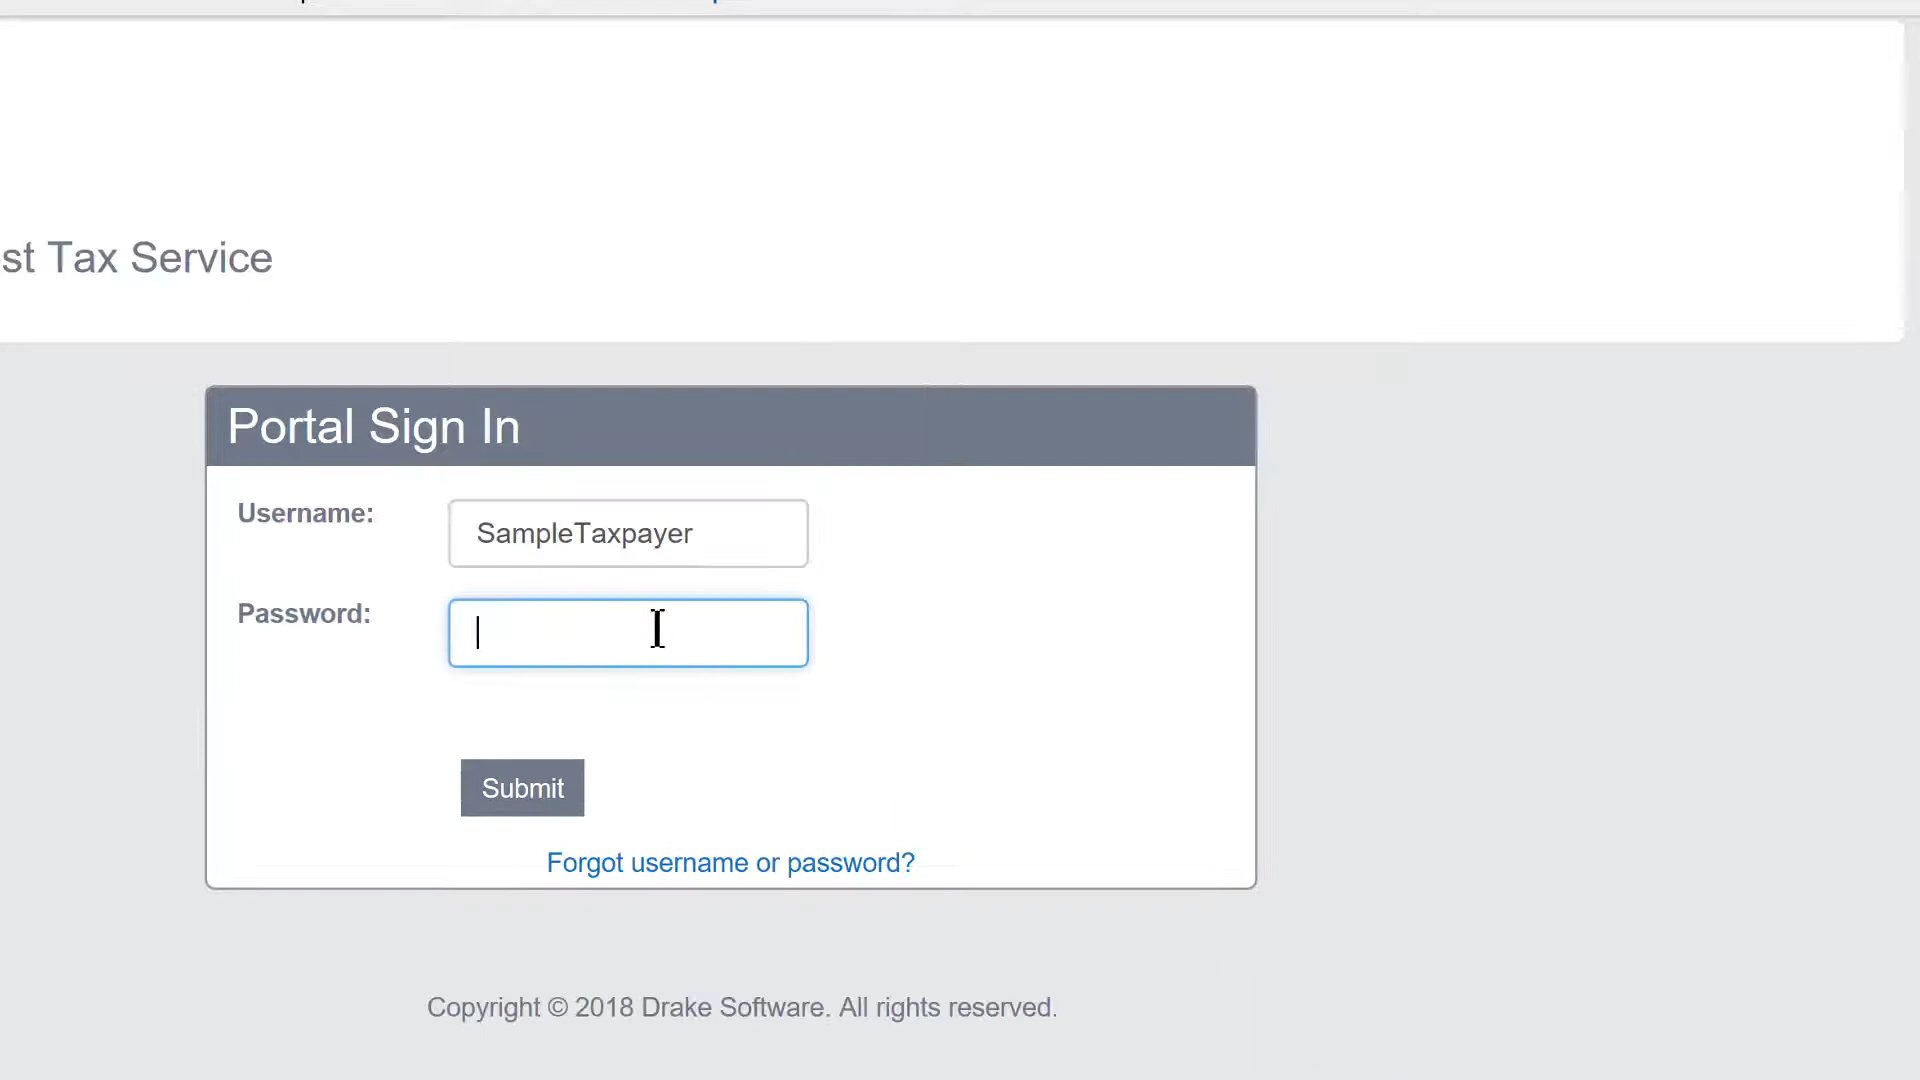 st Tax Service
Portal Sign In
Username:
SampleTaxpayer
Password:
Submit
Forgot username or password?
Copyright © 2018 Drake Software. All rights reserved.